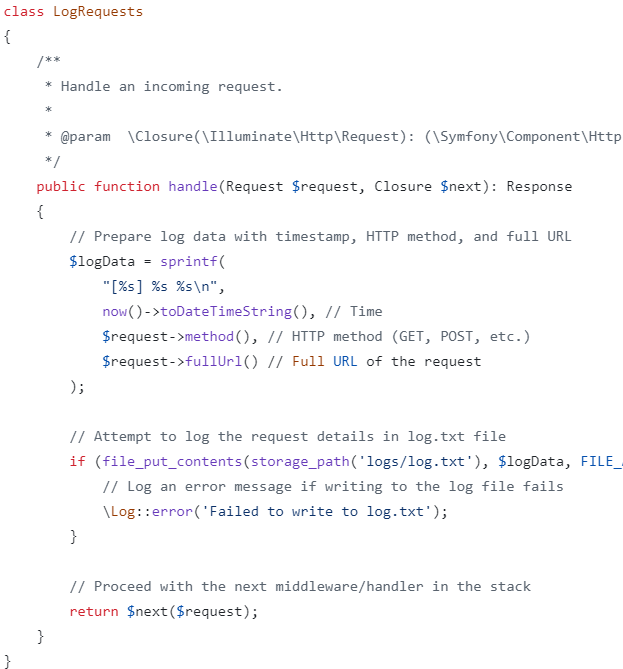 class LogRequests
{
    /**
     * Handle an incoming request.
     *
     * @param  \Closure(\Illuminate\Http\Request): (\Symfony\Component\Http
     */
    public function handle(Request $request, Closure $next): Response
    {
        // Prepare log data with timestamp, HTTP method, and full URL
        $logData = sprintf(
            "[%s] %s %s\n",
            now()->toDateTimeString(), // Time
            $request->method(), // HTTP method (GET, POST, etc.)
            $request->fullUrl() // Full URL of the request
        );

        // Attempt to log the request details in log.txt file
        if (file_put_contents(storage_path('logs/log.txt'), $logData, FILE_
            // Log an error message if writing to the log file fails
            \Log::error('Failed to write to log.txt');
        }

        // Proceed with the next middleware/handler in the stack
        return $next($request);
    }
}